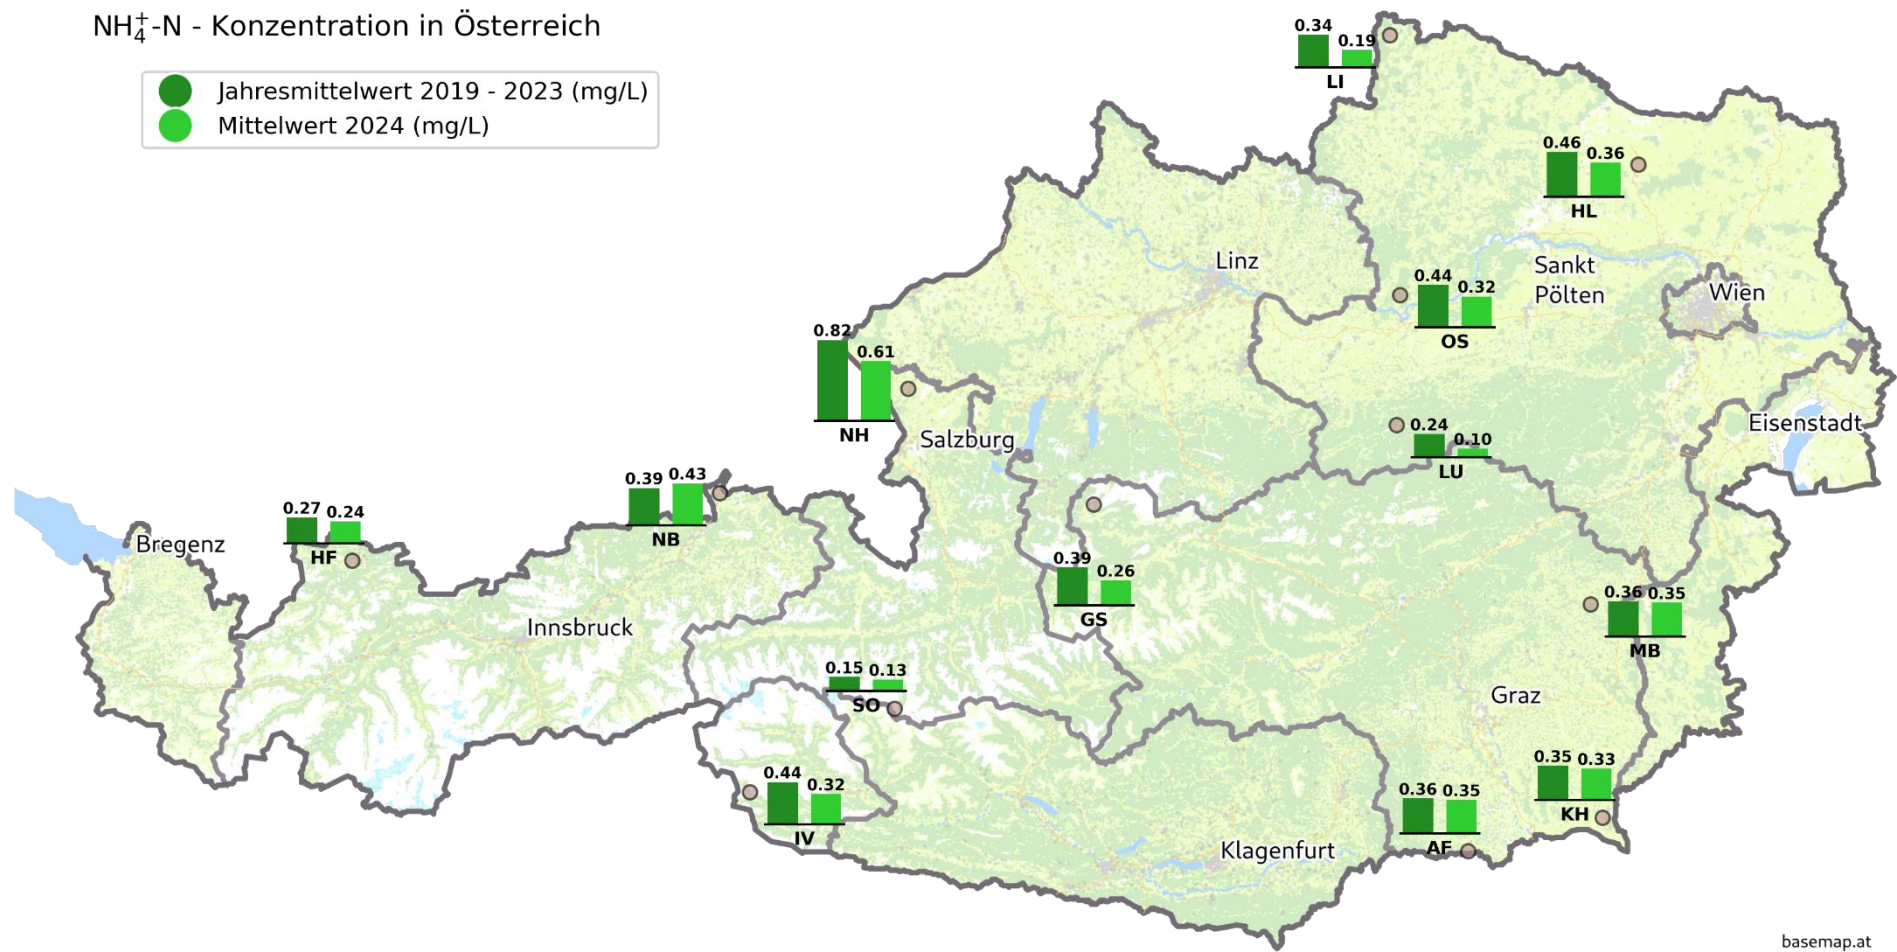 NH₄⁺-N - Konzentration in Österreich
Jahresmittelwert 2019 - 2023 (mg/L)
Mittelwert 2024 (mg/L)
0.34 0.19
LI
0.46 0.36
HL
Linz
Sankt
Pölten
0.44 0.32
OS
Wien
0.82 0.61
NH
Salzburg
0.24 0.10
LU
Eisenstadt
0.39 0.43
NB
0.27 0.24
HF
Bregenz
0.39 0.26
GS
0.36 0.35
MB
Innsbruck
0.15 0.13
SO
Graz
0.44 0.32
IV
0.35 0.33
KH
0.36 0.35
AF
Klagenfurt
basemap.at